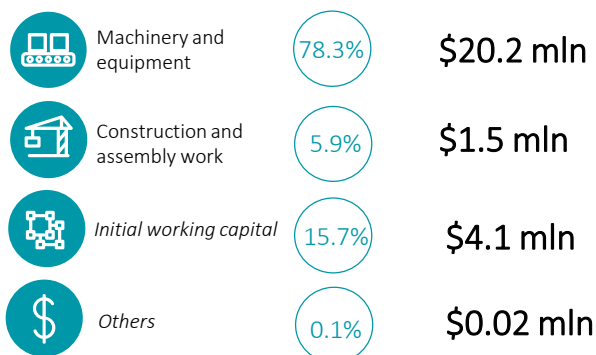 Machinery and
equipment
78.3%
$20.2 mln
Construction and
assembly work
5.9%
$1.5 mln
Initial working capital
15.7%
$4.1 mln
Others
0.1%
$0.02 mln